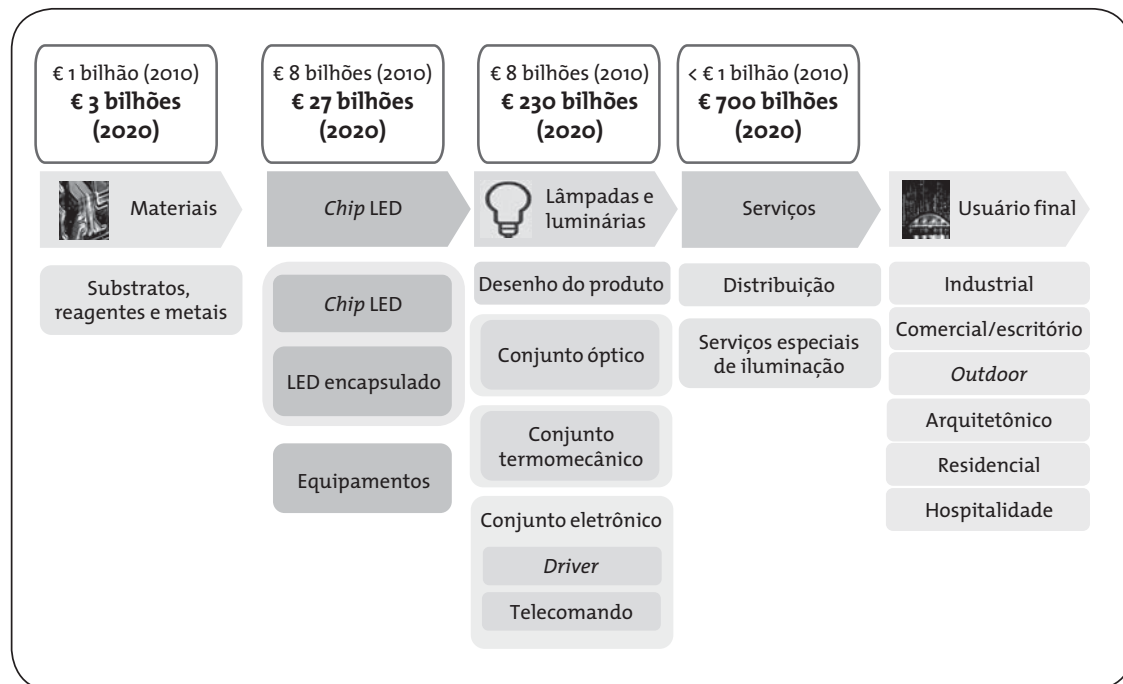 € 1 bilhão (2010)
€ 3 bilhões
(2020)
€ 8 bilhões (2010)
€ 27 bilhões
(2020)
€ 8 bilhões (2010)
€ 230 bilhões
(2020)
< € 1 bilhão (2010)
€ 700 bilhões
(2020)
Materiais
Chip LED
Lâmpadas e
luminárias
Serviços
Usuário final
Substratos,
reagentes e metais
Chip LED
LED encapsulado
Equipamentos
Desenho do produto
Conjunto óptico
Conjunto
termomecânico
Conjunto eletrônico
Driver
Telecomando
Distribuição
Serviços especiais
de iluminação
Industrial
Comercial/escritório
Outdoor
Arquitetônico
Residencial
Hospitalidade